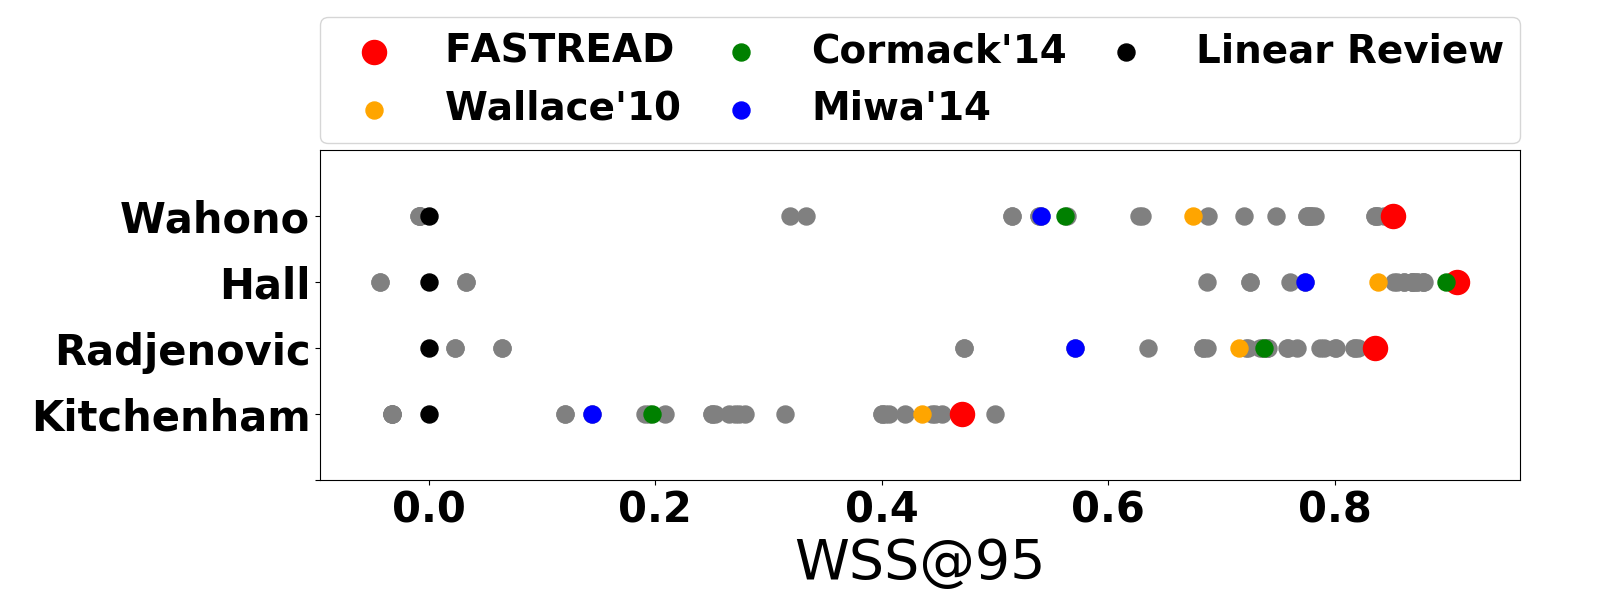 FASTREAD Cormack'14 Linear Review
Wallace'10 Miwa'14
Wahono
Hall
Radjenovic
Kitchenham
0.0 0.2 0.4 0.6 0.8
WSS@95